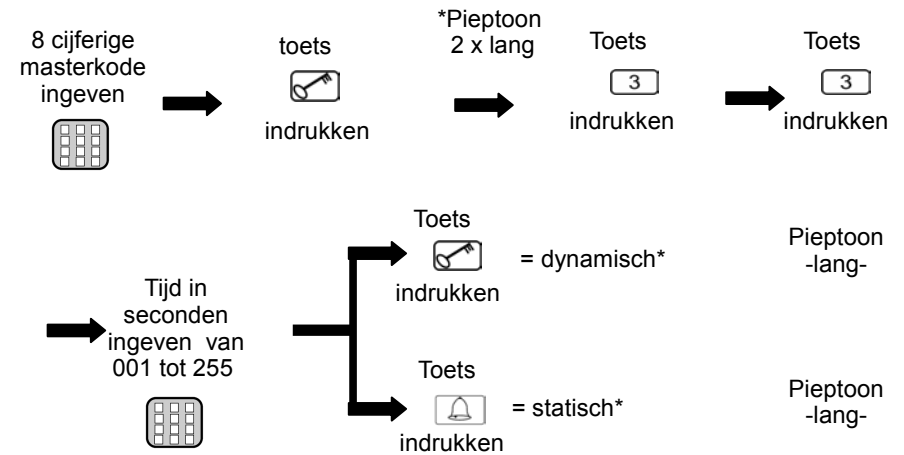 8 cijferige
masterkode
ingeven
toets
indrukken
*Pieptoon
2 x lang
Toets
3
indrukken
Toets
3
indrukken
Tijd in
seconden
ingeven van
001 tot 255
Toets
= dynamisch*
indrukken
Pieptoon
-lang-
Toets
= statisch*
indrukken
Pieptoon
-lang-